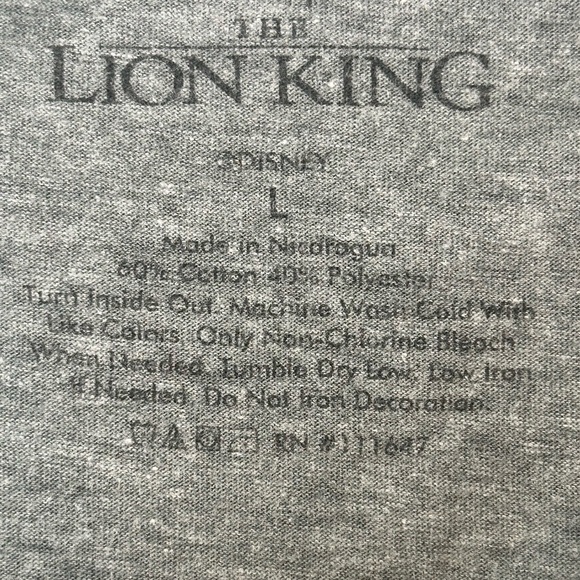 THE
LION KING
©DISNEY
L
Made in Nicaragua
60% Cotton 40% Polyester
Turn Inside Out. Machine Wash Cold With
Like Colors. Only Non-Chlorine Bleach
When Needed. Tumble Dry Low. Low Iron
If Needed. Do Not Iron Decoration.
RN #111647